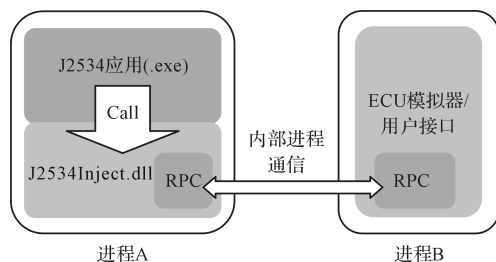 J2534应用(.exe)
Call
J2534Inject.dll
RPC
内部进程
通信
ECU模拟器/
用户接口
RPC
进程A
进程B